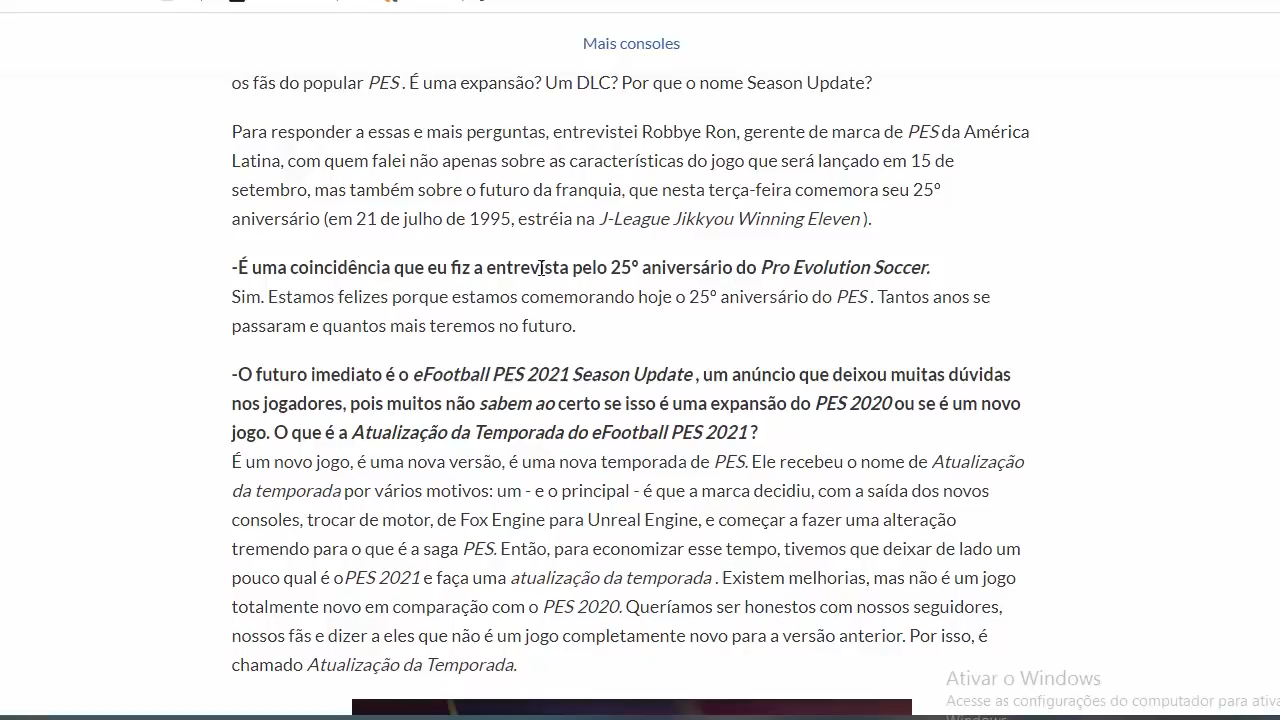 Mais consoles
os fãs do popular PES . É uma expansão? Um DLC? Por que o nome Season Update?
Para responder a essas e mais perguntas, entrevistei Robbye Ron, gerente de marca de PES da América
Latina, com quem falei não apenas sobre as características do jogo que será lançado em 15 de
setembro, mas também sobre o futuro da franquia, que nesta terça-feira comemora seu 25º
aniversário (em 21 de julho de 1995, estréia na J-League Jikkyou Winning Eleven ).
-É uma coincidência que eu fiz a entrevista pelo 25º aniversário do Pro Evolution Soccer.
Sim. Estamos felizes porque estamos comemorando hoje o 25º aniversário do PES . Tantos anos se
passaram e quantos mais teremos no futuro.
-O futuro imediato é o eFootball PES 2021 Season Update , um anúncio que deixou muitas dúvidas
nos jogadores, pois muitos não sabem ao certo se isso é uma expansão do PES 2020 ou se é um novo
jogo. O que é a Atualização da Temporada do eFootball PES 2021 ?
É um novo jogo, é uma nova versão, é uma nova temporada de PES. Ele recebeu o nome de Atualização
da temporada por vários motivos: um - e o principal - é que a marca decidiu, com a saída dos novos
consoles, trocar de motor, de Fox Engine para Unreal Engine, e começar a fazer uma alteração
tremendo para o que é a saga PES. Então, para economizar esse tempo, tivemos que deixar de lado um
pouco qual é oPES 2021 e faça uma atualização da temporada . Existem melhorias, mas não é um jogo
totalmente novo em comparação com o PES 2020. Queríamos ser honestos com nossos seguidores,
nossos fãs e dizer a eles que não é um jogo completamente novo para a versão anterior. Por isso, é
chamado Atualização da Temporada.
Ativar o Windows
Acesse as configurações do computador para ativa
Windows